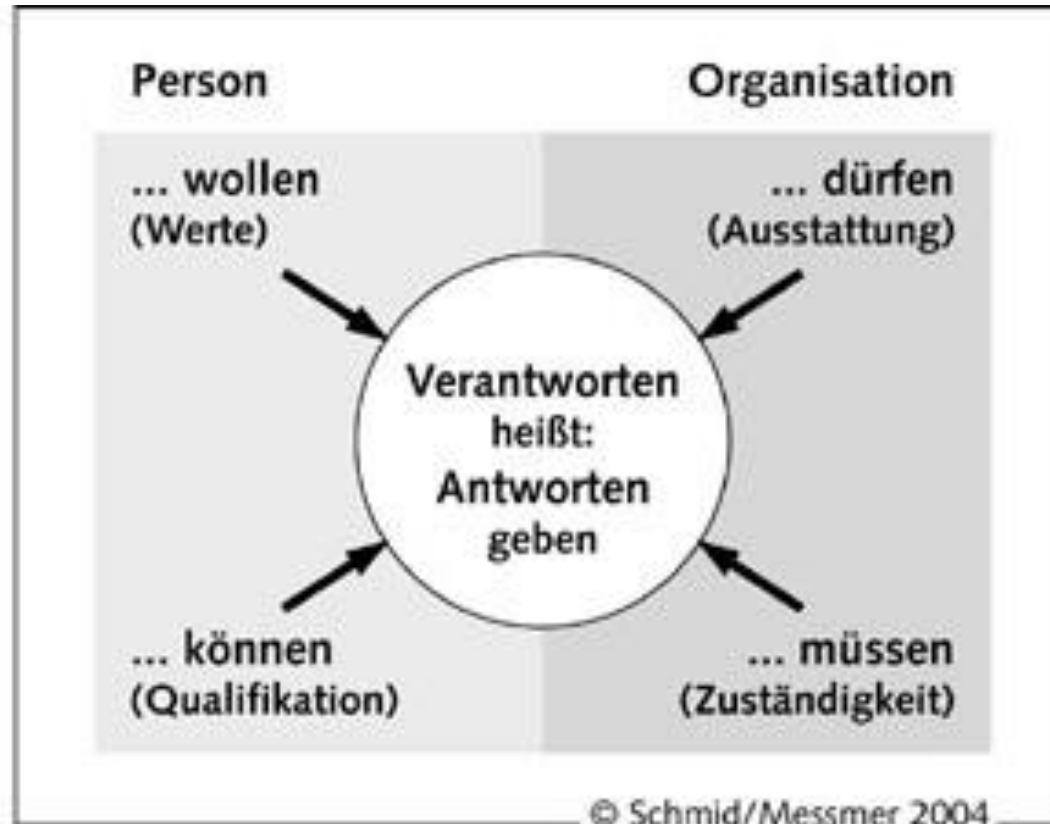 Person
Organisation
... wollen
(Werte)
... dürfen
(Ausstattung)
Verantworten
heißt:
Antworten
geben
... können
(Qualifikation)
... müssen
(Zuständigkeit)
© Schmid/Messmer 2004